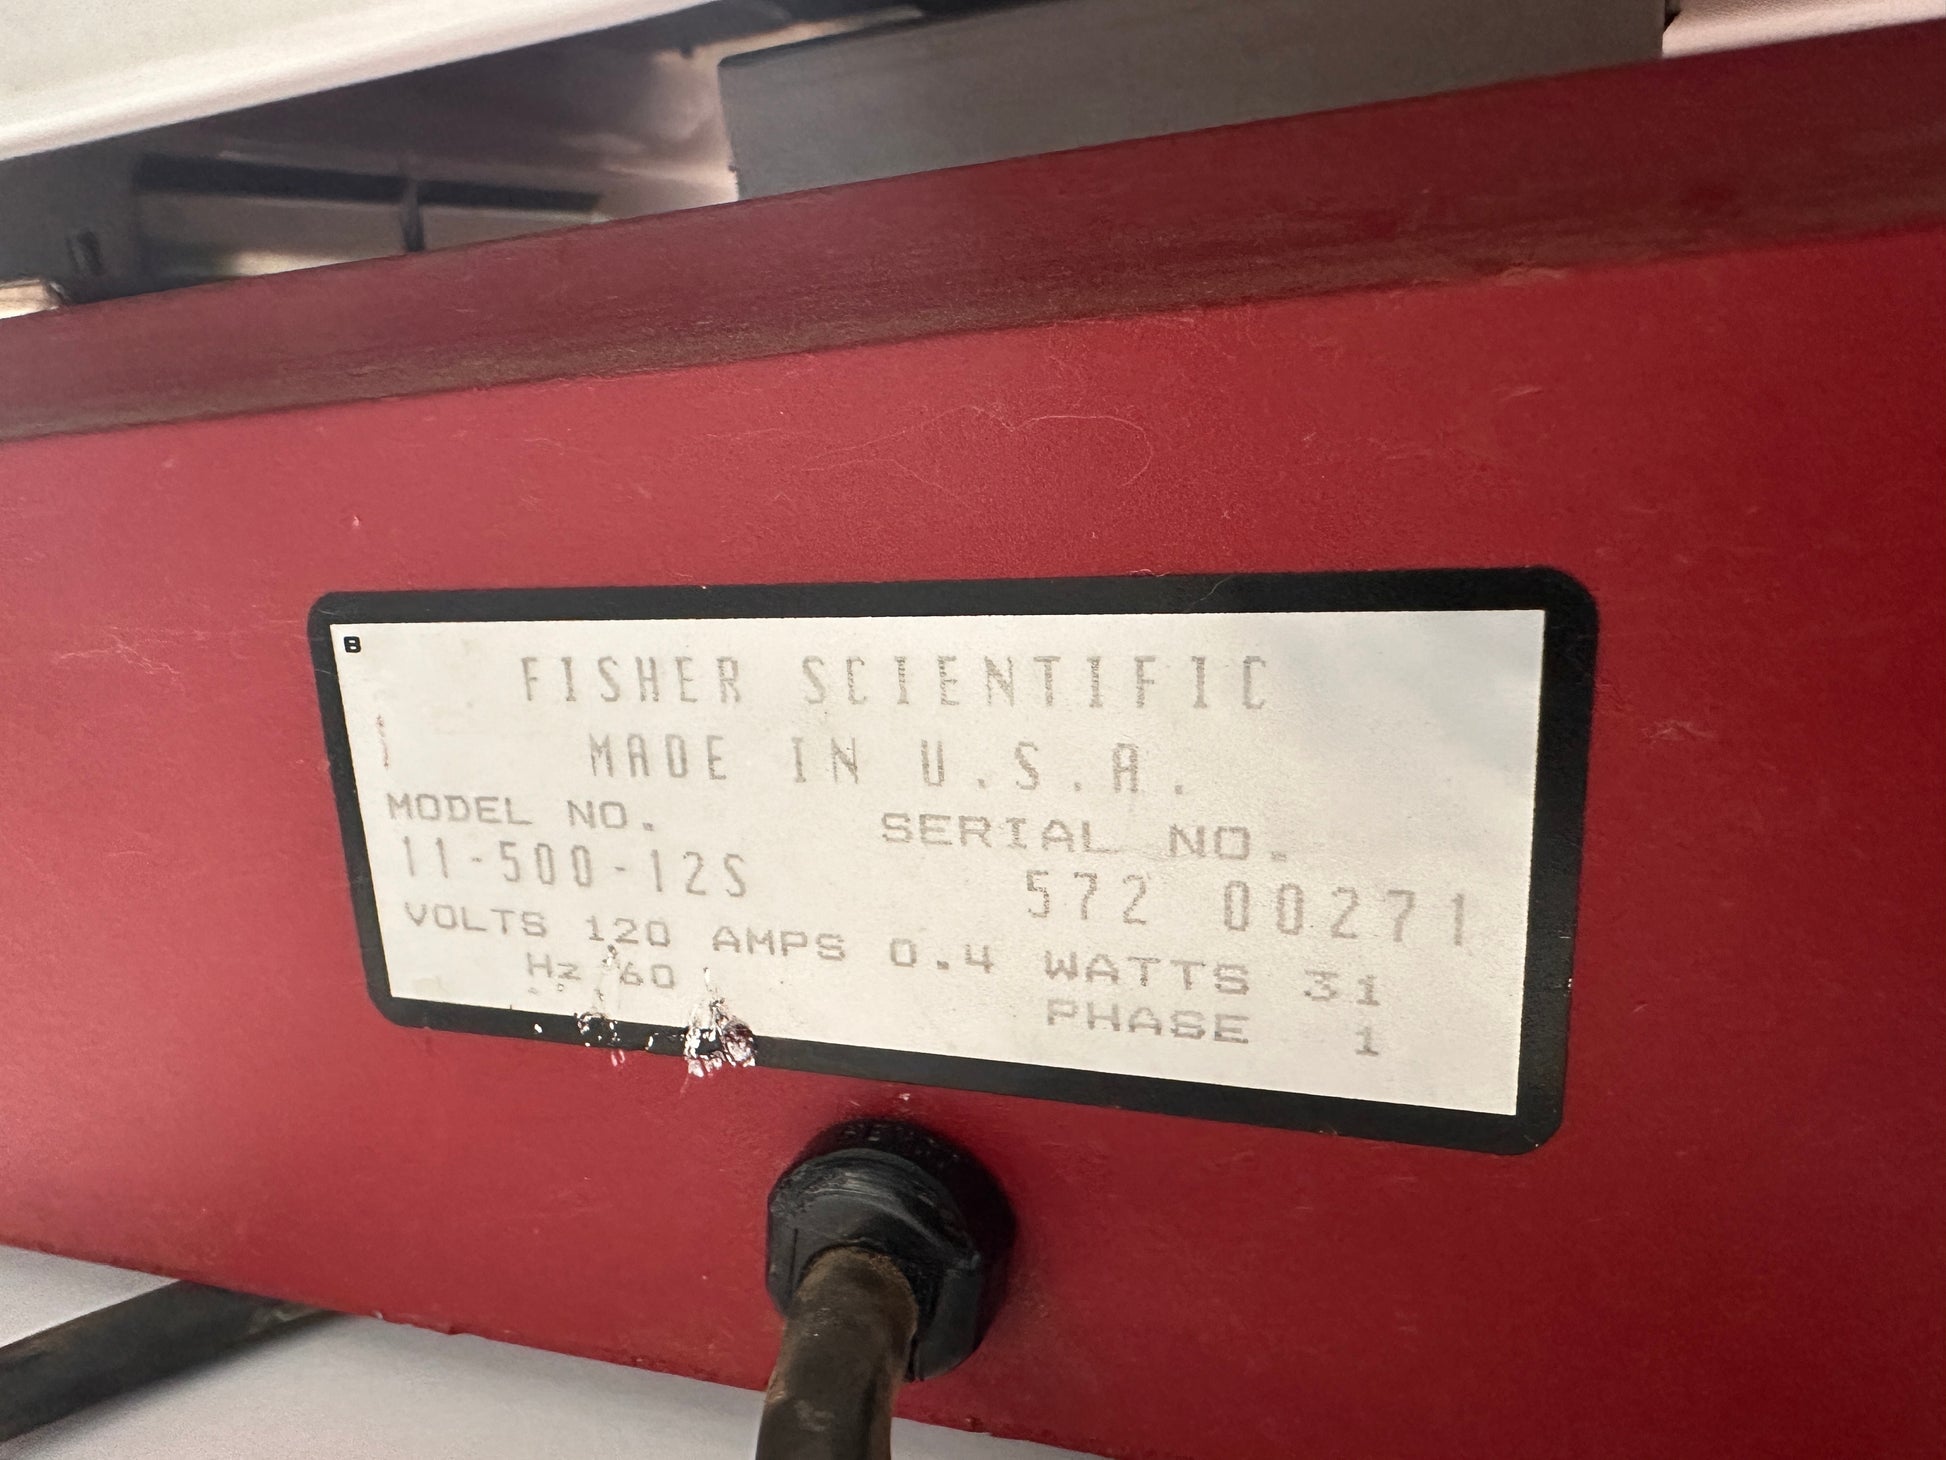 B
FISHER SCIENTIFIC
MADE IN U.S.A.
MODEL NO. SERIAL NO.
11-500-12S 572 00271
VOLTS 120 AMPS 0.4 WATTS 31
Hz 60 PHASE 1